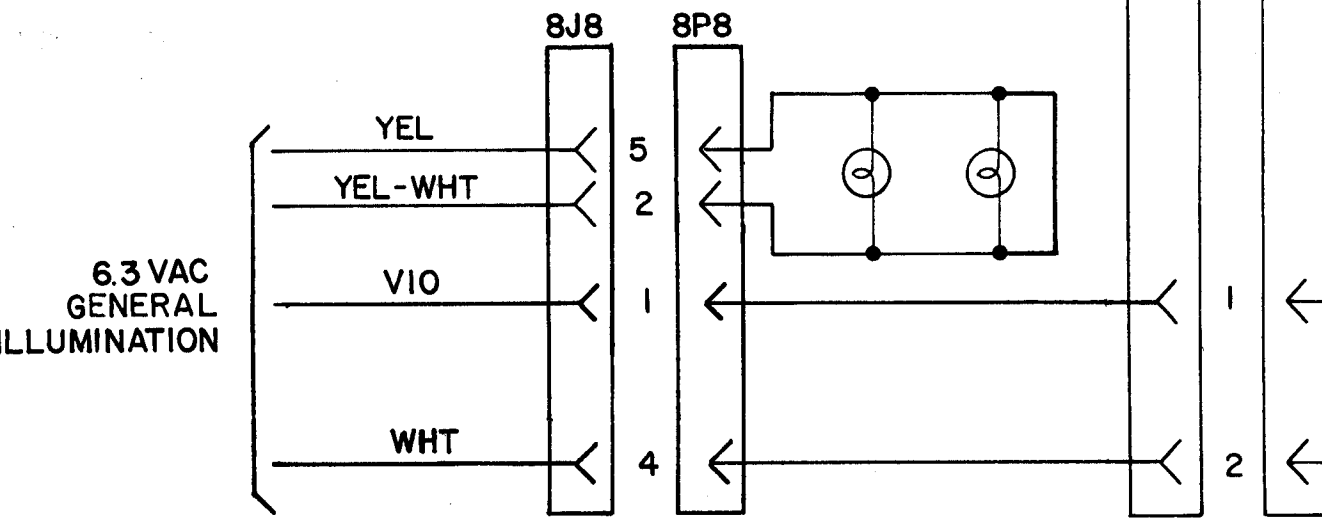 8J8 8P8
YEL 5
YEL-WHT 2
6.3 VAC
GENERAL
ILLUMINATION
VIO 1 1
WHT 4 2